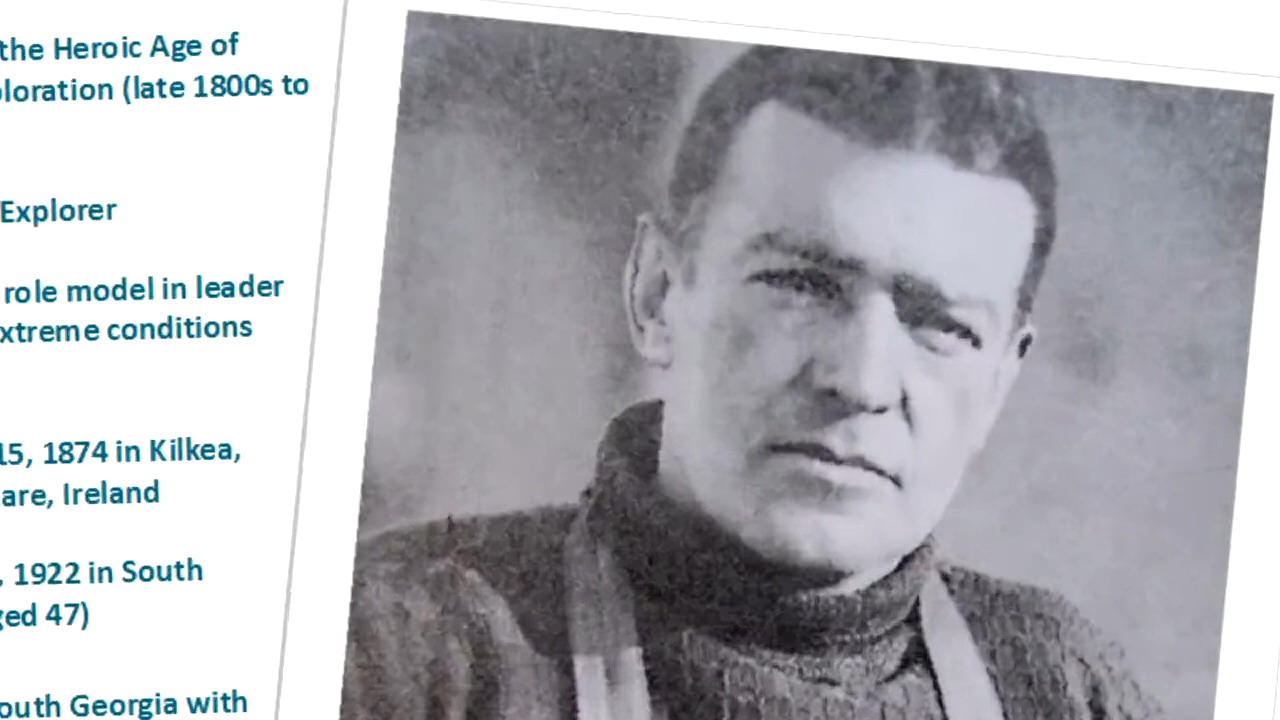 the Heroic Age of
loration (late 1800s to
Explorer
role model in leader
xtreme conditions
15, 1874 in Kilkea,
are, Ireland
, 1922 in South
ged 47)
outh Georgia with